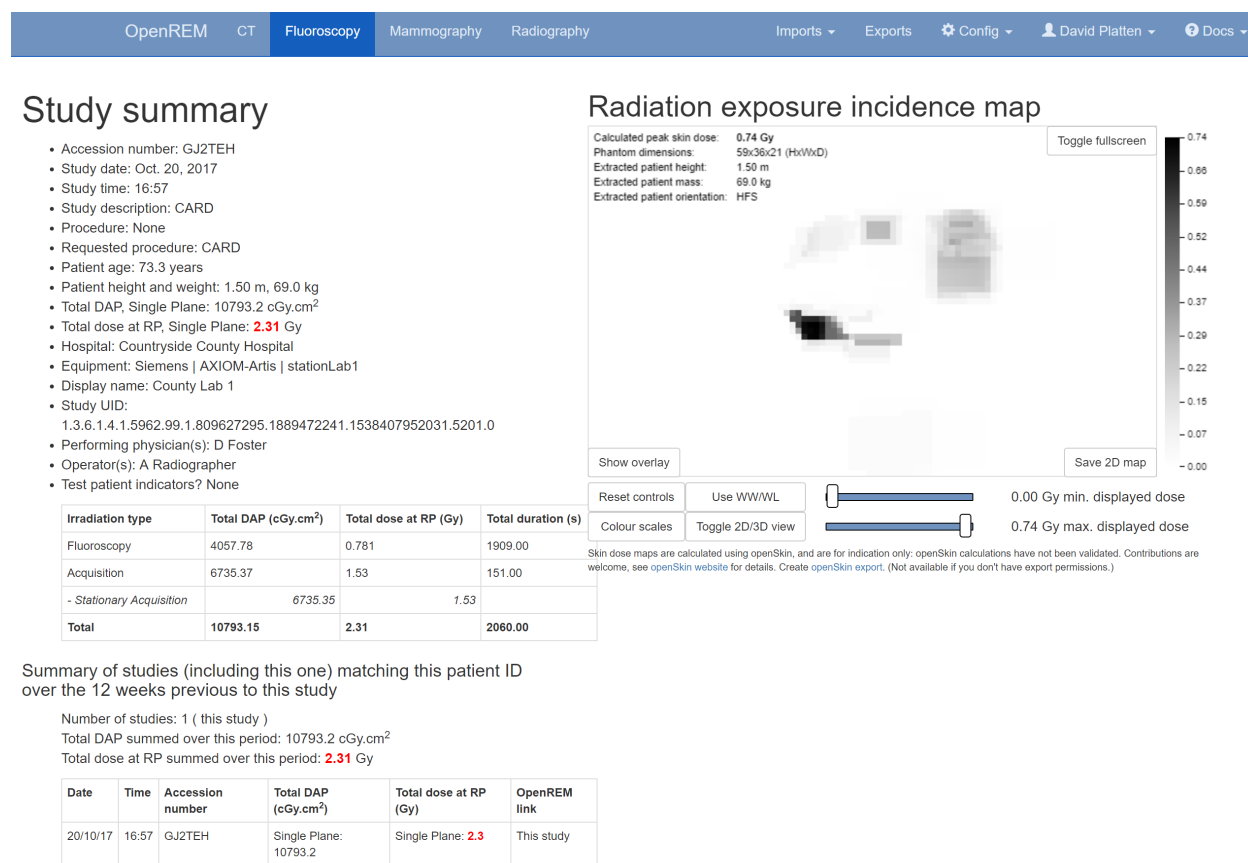 OpenREM CT Fluoroscopy Mammography Radiography Imports Exports Config David Platten Docs
Study summary
Accession number: GJ2TEH
Study date: Oct. 20, 2017
Study time: 16:57
Study description: CARD
Procedure: None
Requested procedure: CARD
Patient age: 73.3 years
Patient height and weight: 1.50 m, 69.0 kg
Total DAP, Single Plane: 10793.2 cGy.cm²
Total dose at RP, Single Plane: 2.31 Gy
Hospital: Countryside County Hospital
Equipment: Siemens | AXIOM-Artis | stationLab1
Display name: County Lab 1
Study UID:
1.3.6.1.4.1.5962.99.1.809627295.1889472241.1538407952031.5201.0
Performing physician(s): D Foster
Operator(s): A Radiographer
Test patient indicators? None
Irradiation type Total DAP (cGy.cm²) Total dose at RP (Gy) Total duration (s)
Fluoroscopy 4057.78 0.781 1909.00
Acquisition 6735.37 1.53 151.00
- Stationary Acquisition 6735.35 1.53
Total 10793.15 2.31 2060.00
Summary of studies (including this one) matching this patient ID
over the 12 weeks previous to this study
Number of studies: 1 ( this study )
Total DAP summed over this period: 10793.2 cGy.cm²
Total dose at RP summed over this period: 2.31 Gy
Date Time Accession number Total DAP (cGy.cm²) Total dose at RP (Gy) OpenREM link
20/10/17 16:57 GJ2TEH Single Plane: 10793.2 Single Plane: 2.3 This study
Radiation exposure incidence map
Calculated peak skin dose: 0.74 Gy
Phantom dimensions: 59x36x21 (HxWxD)
Extracted patient height: 1.50 m
Extracted patient mass: 69.0 kg
Extracted patient orientation: HFS
Toggle fullscreen
0.74
0.66
0.59
0.52
0.44
0.37
0.29
0.22
0.15
0.07
0.00
Show overlay Save 2D map
Reset controls Use WW/WL 0.00 Gy min. displayed dose
Colour scales Toggle 2D/3D view 0.74 Gy max. displayed dose
Skin dose maps are calculated using openSkin, and are for indication only: openSkin calculations have not been validated. Contributions are
welcome, see openSkin website for details. Create openSkin export. (Not available if you don't have export permissions.)